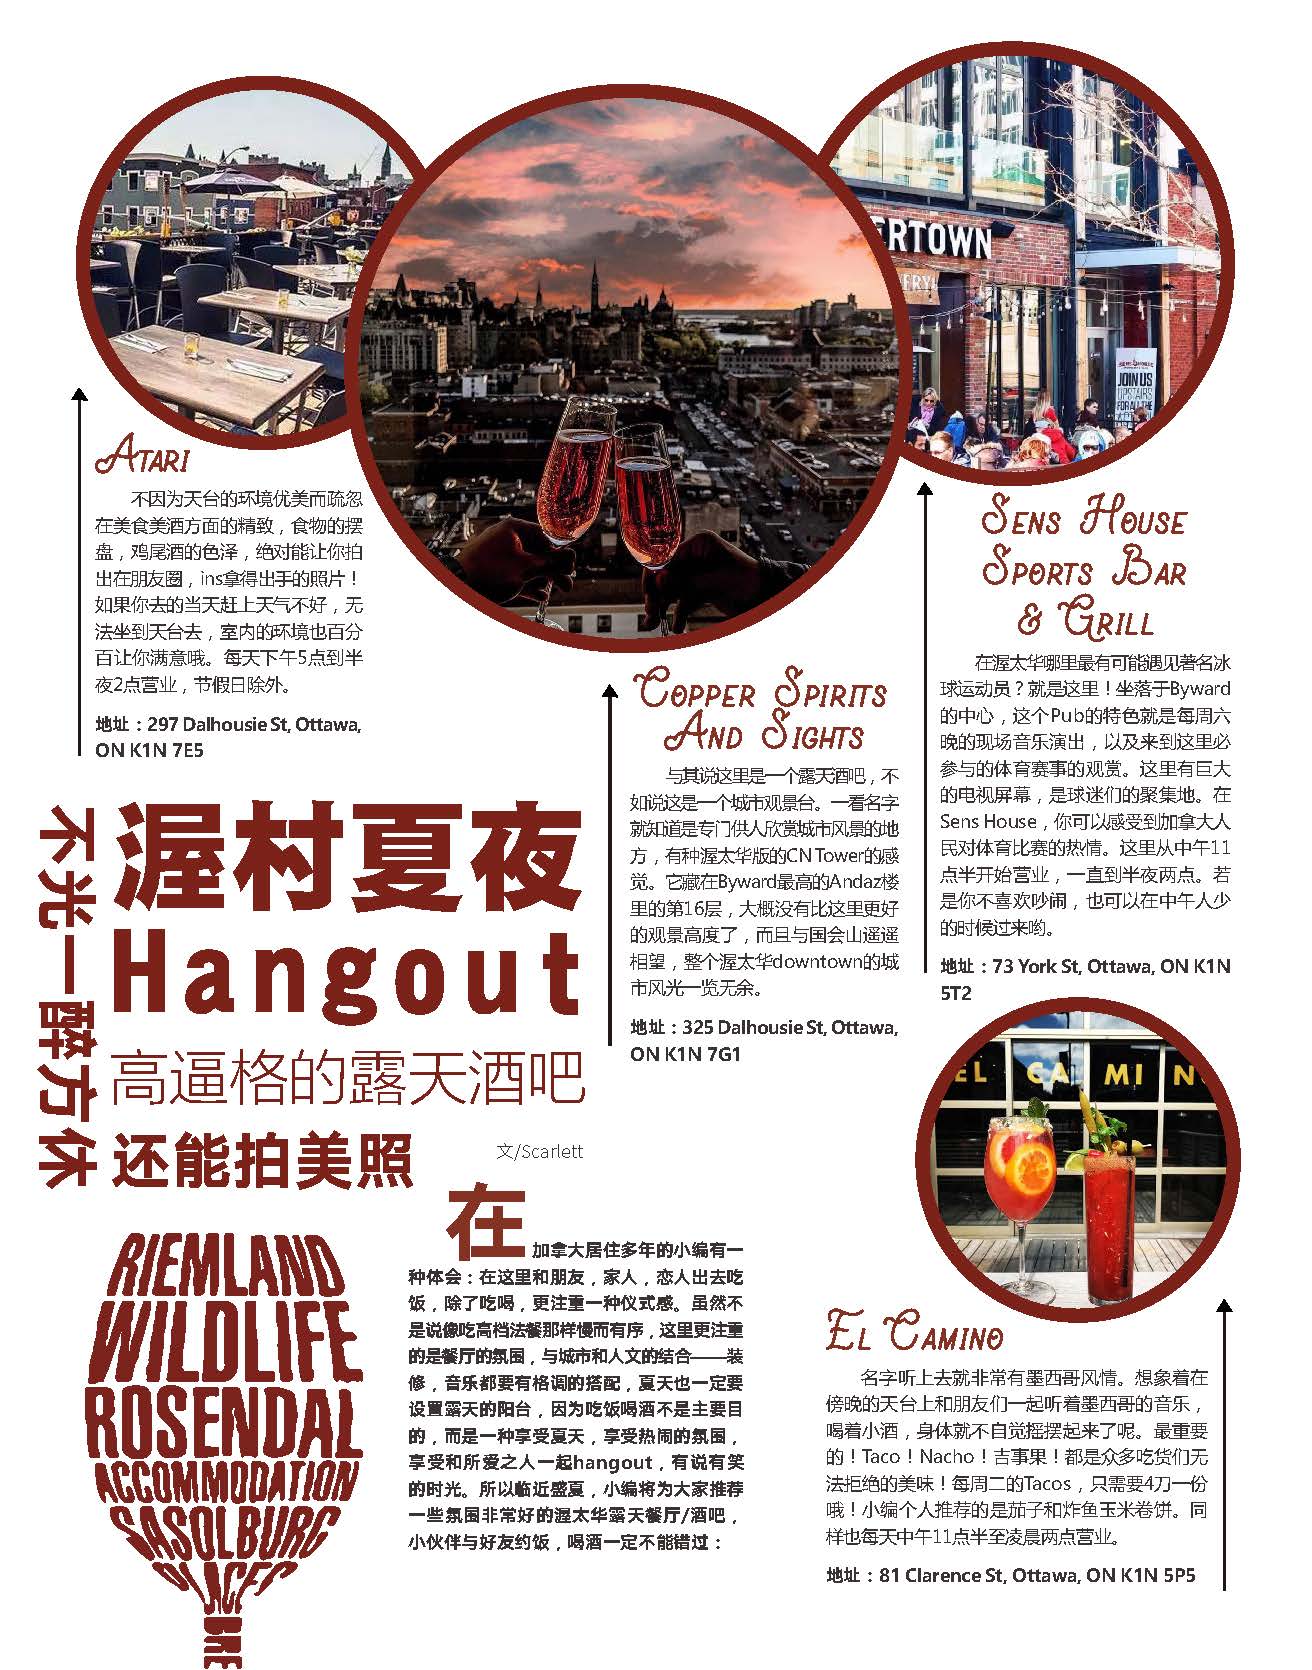 ERTOWN
ERY
JOIN US
UPSTAIRS
FOR ALL THE
ATARI
不因为天台的环境优美而疏忽
在美食美酒方面的精致，食物的摆
盘，鸡尾酒的色泽，绝对能让你拍
出在朋友圈，ins拿得出手的照片！
如果你去的当天赶上天气不好，无
法坐到天台去，室内的环境也百分
百让你满意哦。每天下午5点到半
夜2点营业，节假日除外。
地址：297 Dalhousie St, Ottawa,
ON K1N 7E5
COPPER SPIRITS
AND SIGHTS
与其说这里是一个露天酒吧，不
如说这是一个城市观景台。一看名字
就知道是专门供人欣赏城市风景的地
方，有种渥太华版的CN Tower的感
觉。它藏在Byward最高的Andaz楼
里的第16层，大概没有比这里更好
的观景高度了，而且与国会山遥遥
相望，整个渥太华downtown的城
市风光一览无余。
地址：325 Dalhousie St, Ottawa,
ON K1N 7G1
SENS HOUSE
SPORTS BAR
& GRILL
在渥太华哪里最有可能遇见著名冰
球运动员？就是这里！坐落于Byward
的中心，这个Pub的特色就是每周六
晚的现场音乐演出，以及来到这里必
参与的体育赛事的观赏。这里有巨大
的电视屏幕，是球迷们的聚集地。在
Sens House，你可以感受到加拿大人
民对体育比赛的热情。这里从中午11
点半开始营业，一直到半夜两点。若
是你不喜欢吵闹，也可以在中午人少
的时候过来哟。
地址：73 York St, Ottawa, ON K1N
5T2
不光一醉方休
渥村夏夜
Hangout
高逼格的露天酒吧
还能拍美照
文/Scarlett
在
加拿大居住多年的小编有一
种体会：在这里和朋友，家人，恋人出去吃
饭，除了吃喝，更注重一种仪式感。虽然不
是说像吃高档法餐那样慢而有序，这里更注重
的是餐厅的氛围，与城市和人文的结合——装
修，音乐都要有格调的搭配，夏天也一定要
设置露天的阳台，因为吃饭喝酒不是主要目
的，而是一种享受夏天，享受热闹的氛围，
享受和所爱之人一起hangout，有说有笑
的时光。所以临近盛夏，小编将为大家推荐
一些氛围非常好的渥太华露天餐厅/酒吧，
小伙伴与好友约饭，喝酒一定不能错过：
RIEMLAND
WILDLIFE
ROSENDAL
ACCOMMODATION
SASOLBURG
PLACES
BRE
EL CAMIN
EL CAMINO
名字听上去就非常有墨西哥风情。想象着在
傍晚的天台上和朋友们一起听着墨西哥的音乐，
喝着小酒，身体就不自觉摇摆起来了呢。最重要
的！Taco！Nacho！吉事果！都是众多吃货们无
法拒绝的美味！每周二的Tacos，只需要4刀一份
哦！小编个人推荐的是茄子和炸鱼玉米卷饼。同
样也每天中午11点半至凌晨两点营业。
地址：81 Clarence St, Ottawa, ON K1N 5P5